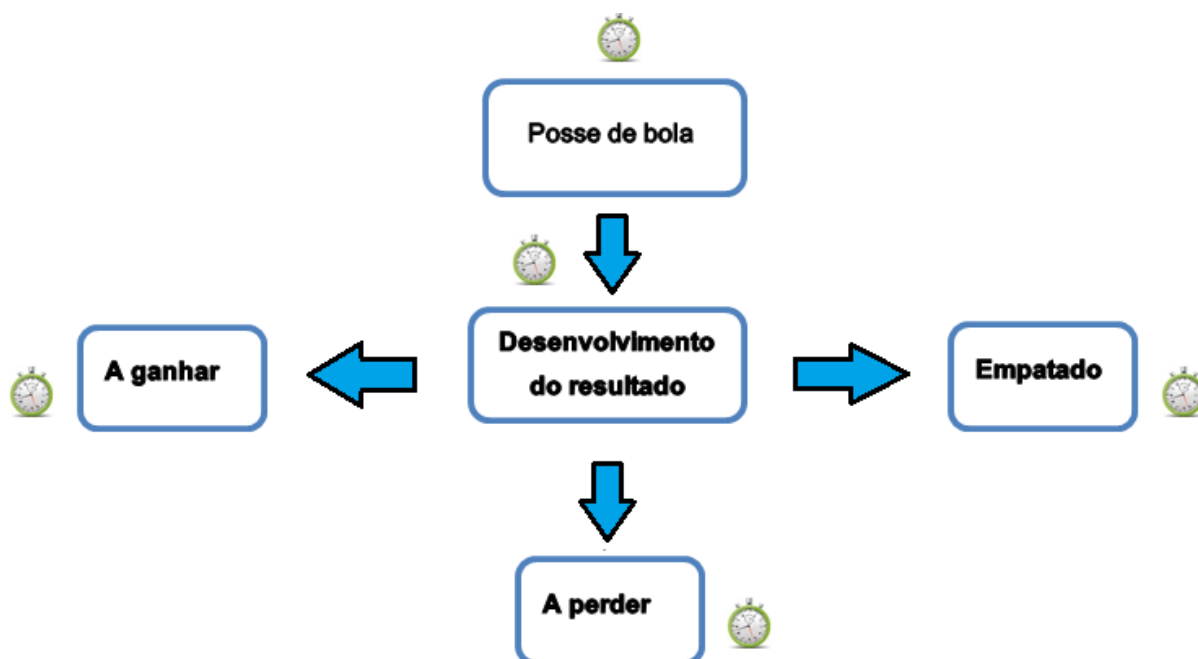 Posse de bola
Desenvolvimento
do resultado
A ganhar
Empatado
A perder